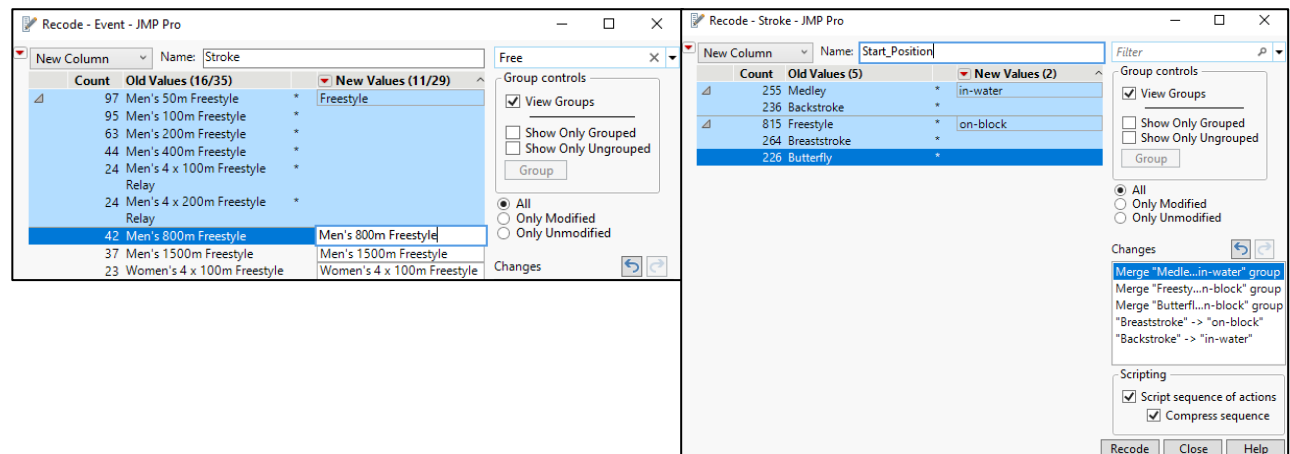 Recode - Event - JMP Pro
New Column Name: Stroke
Free
Count Old Values (16/35) New Values (11/29)
97 Men's 50m Freestyle * Freestyle
95 Men's 100m Freestyle *
63 Men's 200m Freestyle *
44 Men's 400m Freestyle *
24 Men's 4 x 100m Freestyle *
Relay
24 Men's 4 x 200m Freestyle *
Relay
42 Men's 800m Freestyle Men's 800m Freestyle
37 Men's 1500m Freestyle Men's 1500m Freestyle
23 Women's 4 x 100m Freestyle Women's 4 x 100m Freestyle
Group controls
View Groups
Show Only Grouped
Show Only Ungrouped
Group
All
Only Modified
Only Unmodified
Changes
Recode - Stroke - JMP Pro
New Column Name: Start_Position
Filter
Count Old Values (5) New Values (2)
255 Medley * in-water
236 Backstroke *
815 Freestyle * on-block
264 Breaststroke *
226 Butterfly *
Group controls
View Groups
Show Only Grouped
Show Only Ungrouped
Group
All
Only Modified
Only Unmodified
Changes
Merge "Medle...in-water" group
Merge "Freesty...n-block" group
Merge "Butterfl...n-block" group
"Breaststroke" -> "on-block"
"Backstroke" -> "in-water"
Scripting
Script sequence of actions
Compress sequence
Recode Close Help